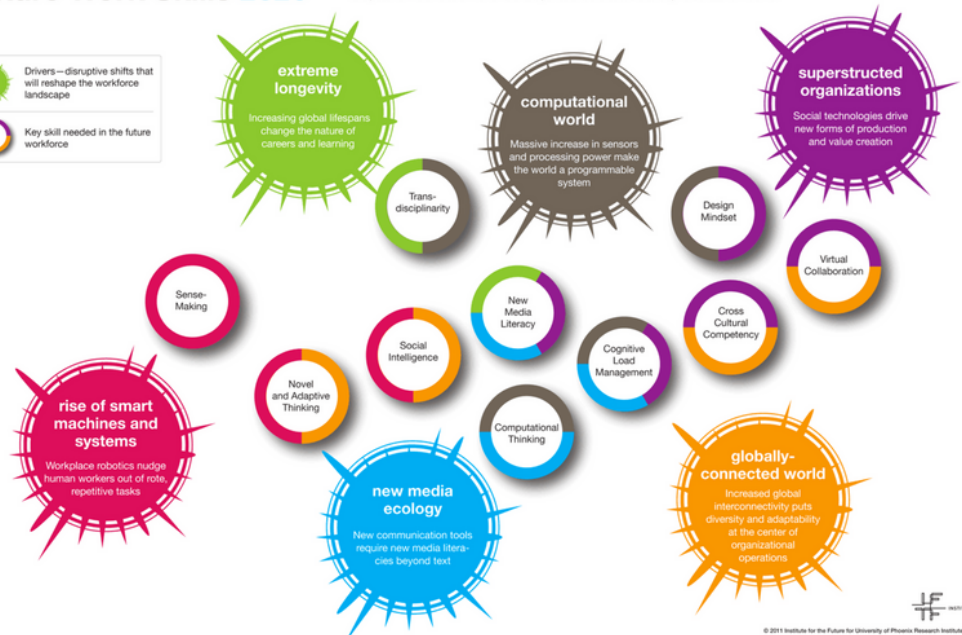 Drivers—disruptive shifts that
will reshape the workforce
landscape
Key skill needed in the future
workforce
extreme
longevity
Increasing global lifespans
change the nature of
careers and learning
computational
world
Massive increase in sensors
and processing power make
the world a programmable
system
superstructed
organizations
Social technologies drive
new forms of production
and value creation
Trans-
disciplinarity
Design
Mindset
Virtual
Collaboration
Sense-
Making
New
Media
Literacy
Cross
Cultural
Competency
Social
Intelligence
Cognitive
Load
Management
Novel
and Adaptive
Thinking
Computational
Thinking
rise of smart
machines and
systems
Workplace robotics nudge
human workers out of rote,
repetitive tasks
new media
ecology
New communication tools
require new media litera-
cies beyond text
globally-
connected world
Increased global
interconnectivity puts
diversity and adaptability
at the center of
organizational
operations
© 2011 Institute for the Future for University of Phoenix Research Institute